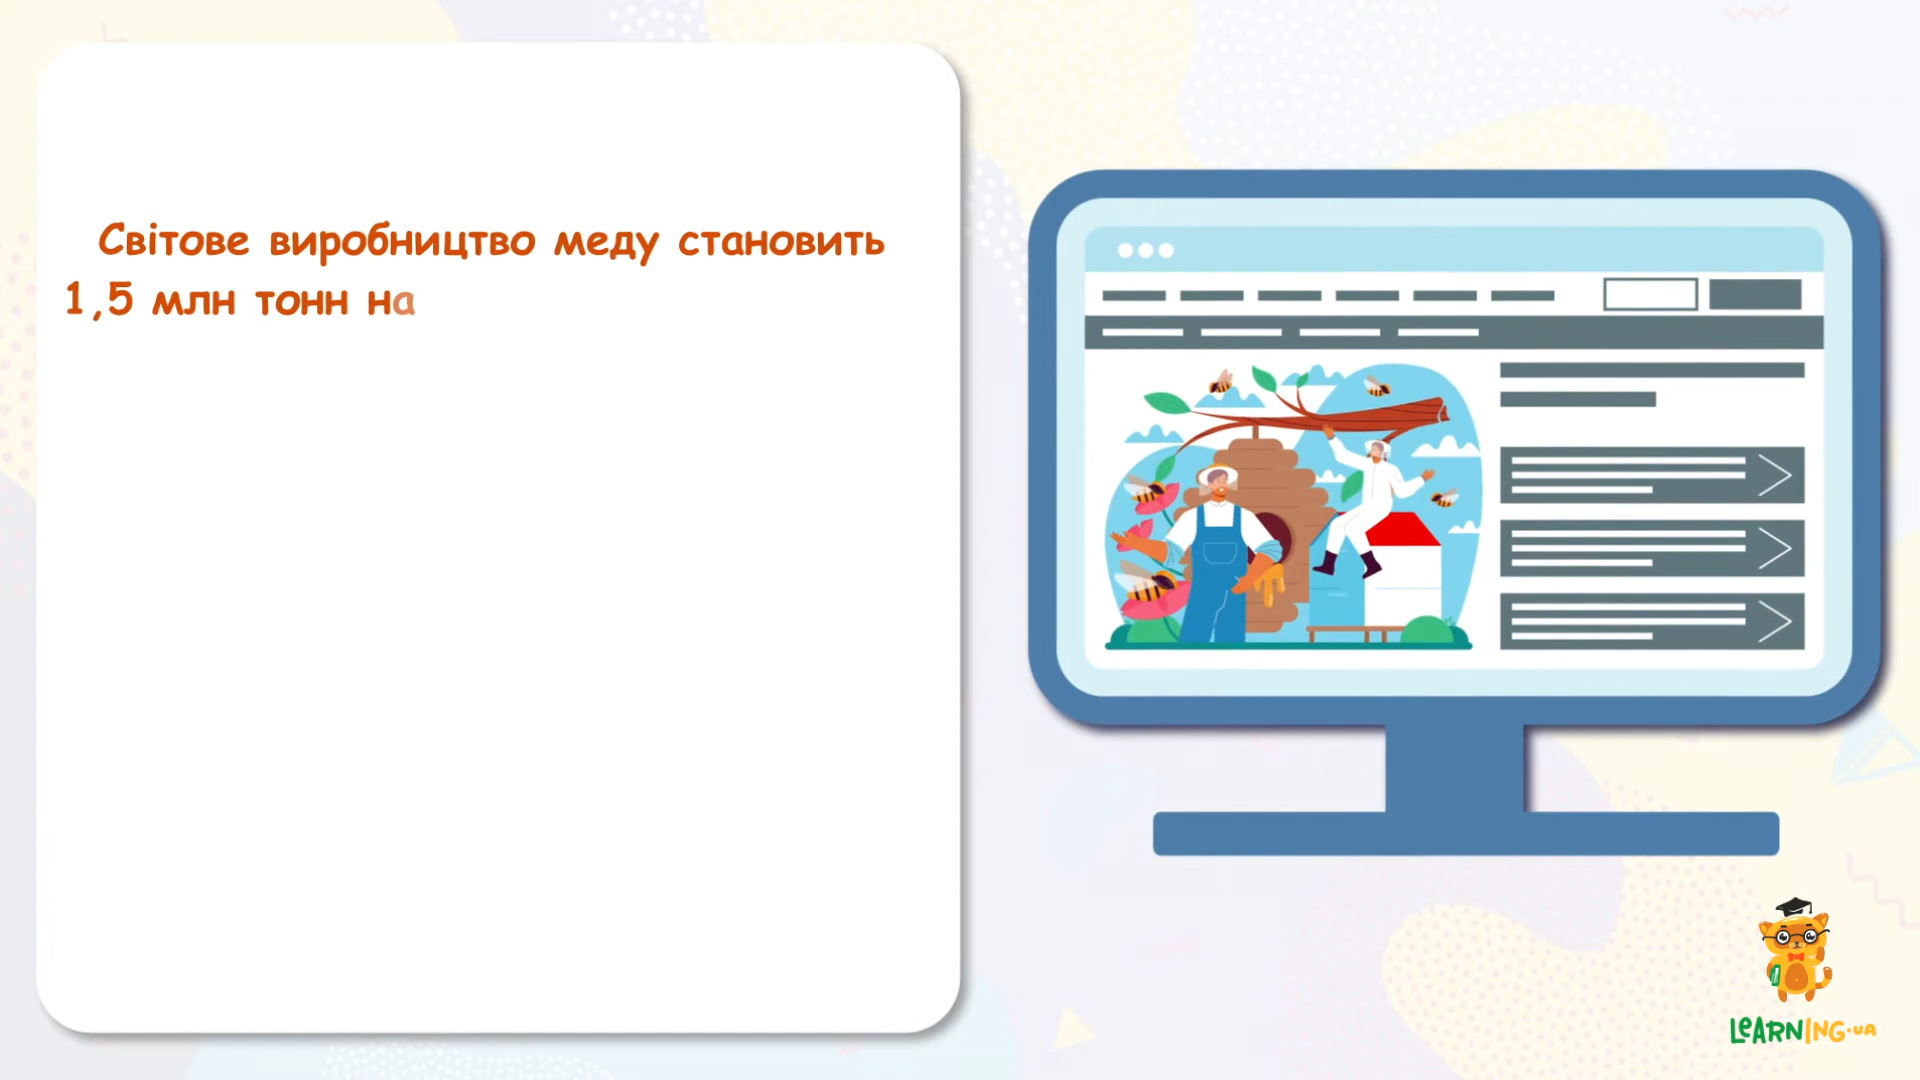 Світове виробництво меду становить
1,5 млн тонн на
LEARNING.UA